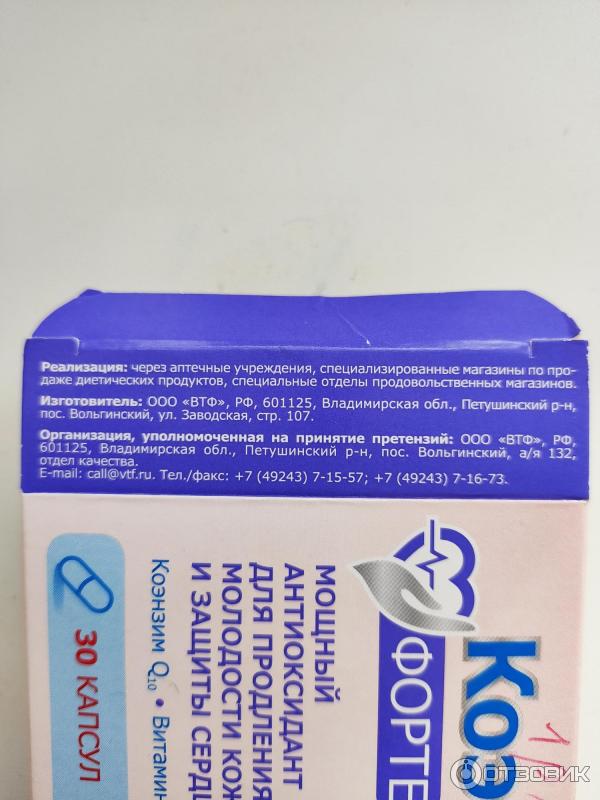 Реализация: через аптечные учреждения, специализированные магазины по про-
даже диетических продуктов, специальные отделы продовольственных магазинов.
Изготовитель: ООО «ВТФ», РФ, 601125, Владимирская обл., Петушинский р-н,
пос. Вольгинский, ул. Заводская, стр. 107.
Организация, уполномоченная на принятие претензий: ООО «ВТФ», РФ,
601125, Владимирская обл., Петушинский р-н, пос. Вольгинский, а/я 132,
отдел качества.
E-mail: call@vtf.ru. Тел./факс: +7 (49243) 7-15-57; +7 (49243) 7-16-73.
Коэ
ФОРТЕ
МОЩНЫЙ
АНТИОКСИДАНТ
ДЛЯ ПРОДЛЕНИЯ
МОЛОДОСТИ КОЖ
И ЗАЩИТЫ СЕРД
Коэнзим Q10 • Витамин
30 КАПСУЛ
ОТЗОВИК